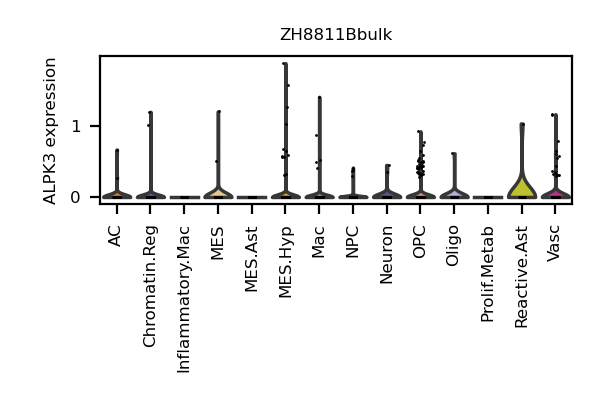 ZH8811Bbulk
ALPK3 expression
1
0
AC
Chromatin.Reg
Inflammatory.Mac
MES
MES.Ast
MES.Hyp
Mac
NPC
Neuron
OPC
Oligo
Prolif.Metab
Reactive.Ast
Vasc